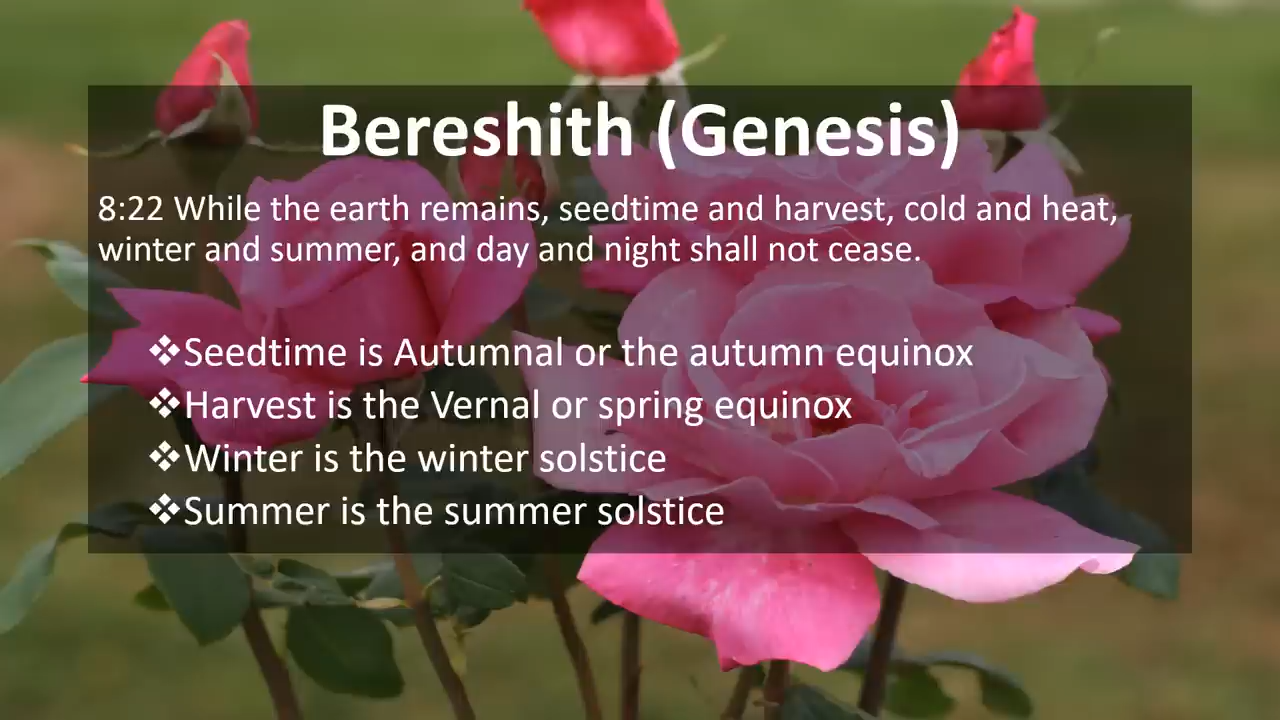 Bereshith (Genesis)
8:22 While the earth remains, seedtime and harvest, cold and heat,
winter and summer, and day and night shall not cease.
❖Seedtime is Autumnal or the autumn equinox
❖Harvest is the Vernal or spring equinox
❖Winter is the winter solstice
❖Summer is the summer solstice